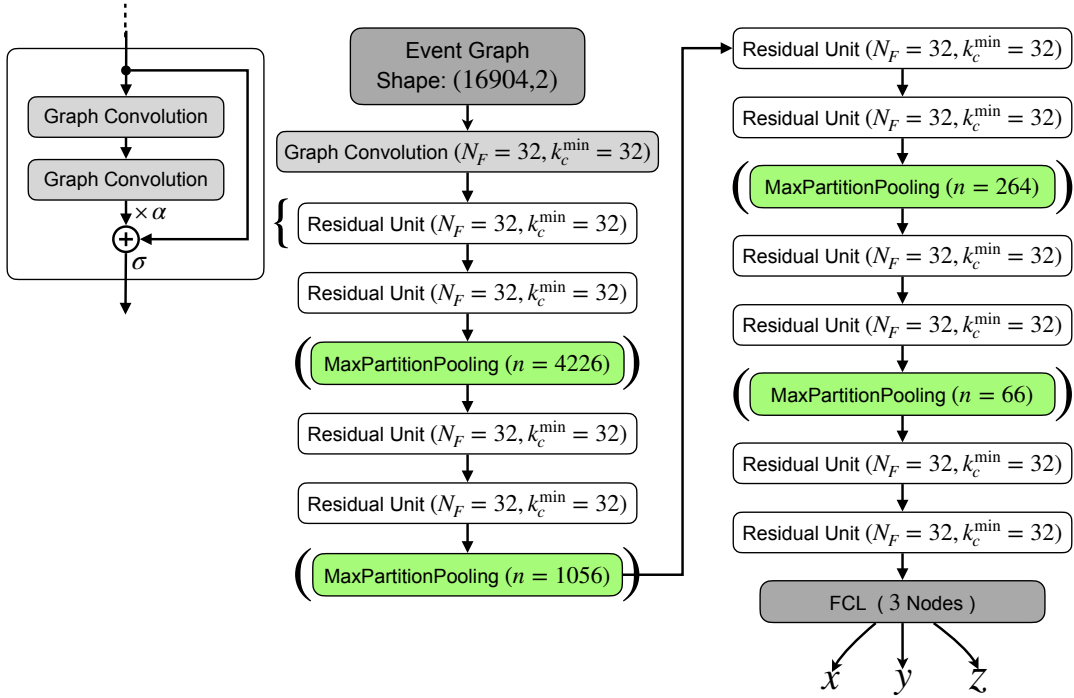 Graph Convolution
Graph Convolution
× α
+
σ
Event Graph
Shape: (16904,2)
Graph Convolution (N_F = 32, k_c^min = 32)
{ Residual Unit (N_F = 32, k_c^min = 32)
Residual Unit (N_F = 32, k_c^min = 32)
(MaxPartitionPooling (n = 4226))
Residual Unit (N_F = 32, k_c^min = 32)
Residual Unit (N_F = 32, k_c^min = 32)
(MaxPartitionPooling (n = 1056))
Residual Unit (N_F = 32, k_c^min = 32)
Residual Unit (N_F = 32, k_c^min = 32)
(MaxPartitionPooling (n = 264))
Residual Unit (N_F = 32, k_c^min = 32)
Residual Unit (N_F = 32, k_c^min = 32)
(MaxPartitionPooling (n = 66))
Residual Unit (N_F = 32, k_c^min = 32)
Residual Unit (N_F = 32, k_c^min = 32)
FCL ( 3 Nodes )
x y z